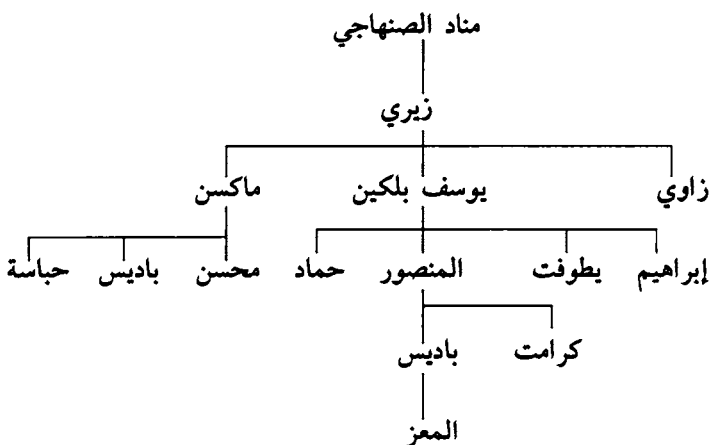 مناد الصنهاجي
زيري
زاوي يوسف بلكين ماكسن
إبراهيم يطوفت المنصور حماد محسن باديس حباسة
كرامت باديس
المعز